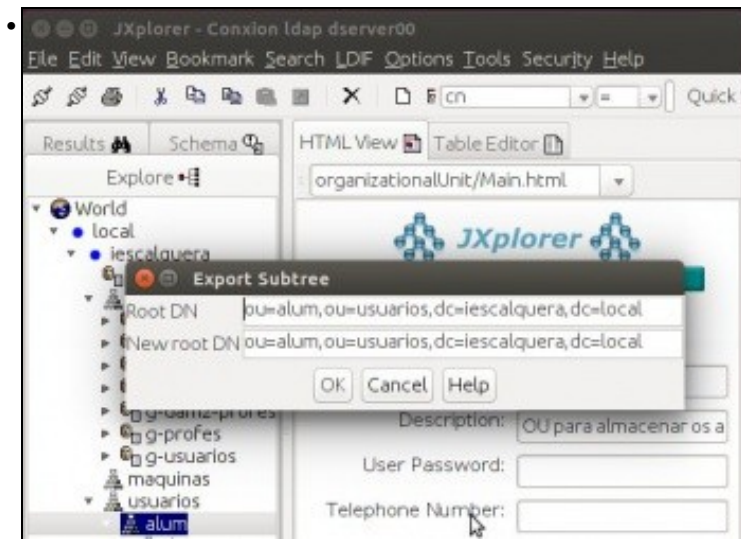 JXplorer - Conxion ldap dserver00
File Edit View Bookmark Search LDIF Options Tools Security Help
cn = Quick
Results Schema HTML View Table Editor
Explore organizationalUnit/Main.html
World
local
iescalquera
JXplorer
Export Subtree
Root DN ou=alum,ou=usuarios,dc=iescalquera,dc=local
New root DN ou=alum,ou=usuarios,dc=iescalquera,dc=local
OK Cancel Help
g-dam2-profes
Description: OU para almacenar os a
g-profes
g-usuarios
User Password:
maquinas
usuarios
Telephone Number:
alum